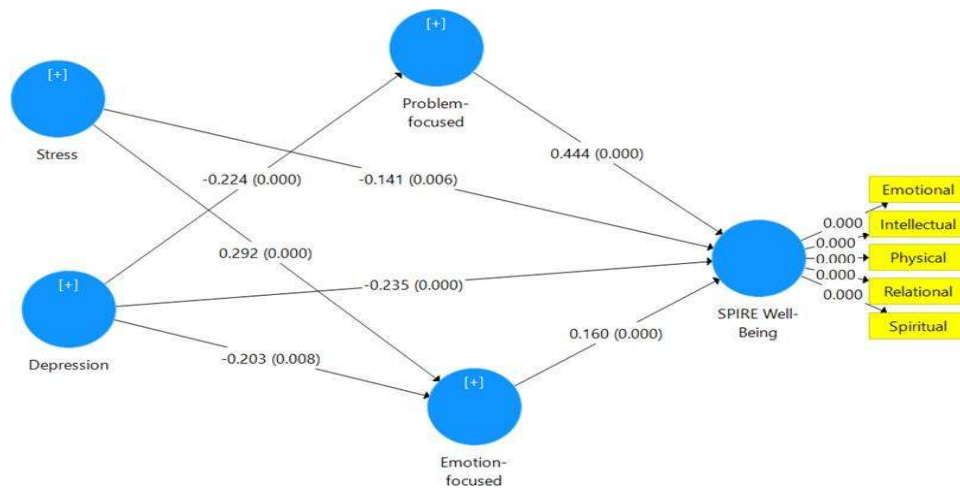 [+]
Stress
[+]
Problem-
focused
[+]
Depression
[+]
Emotion-
focused
SPIRE Well-
Being
-0.224 (0.000)
-0.141 (0.006)
0.444 (0.000)
0.292 (0.000)
-0.235 (0.000)
-0.203 (0.008)
0.160 (0.000)
0.000
0.000
0.000
0.000
0.000
Emotional
Intellectual
Physical
Relational
Spiritual